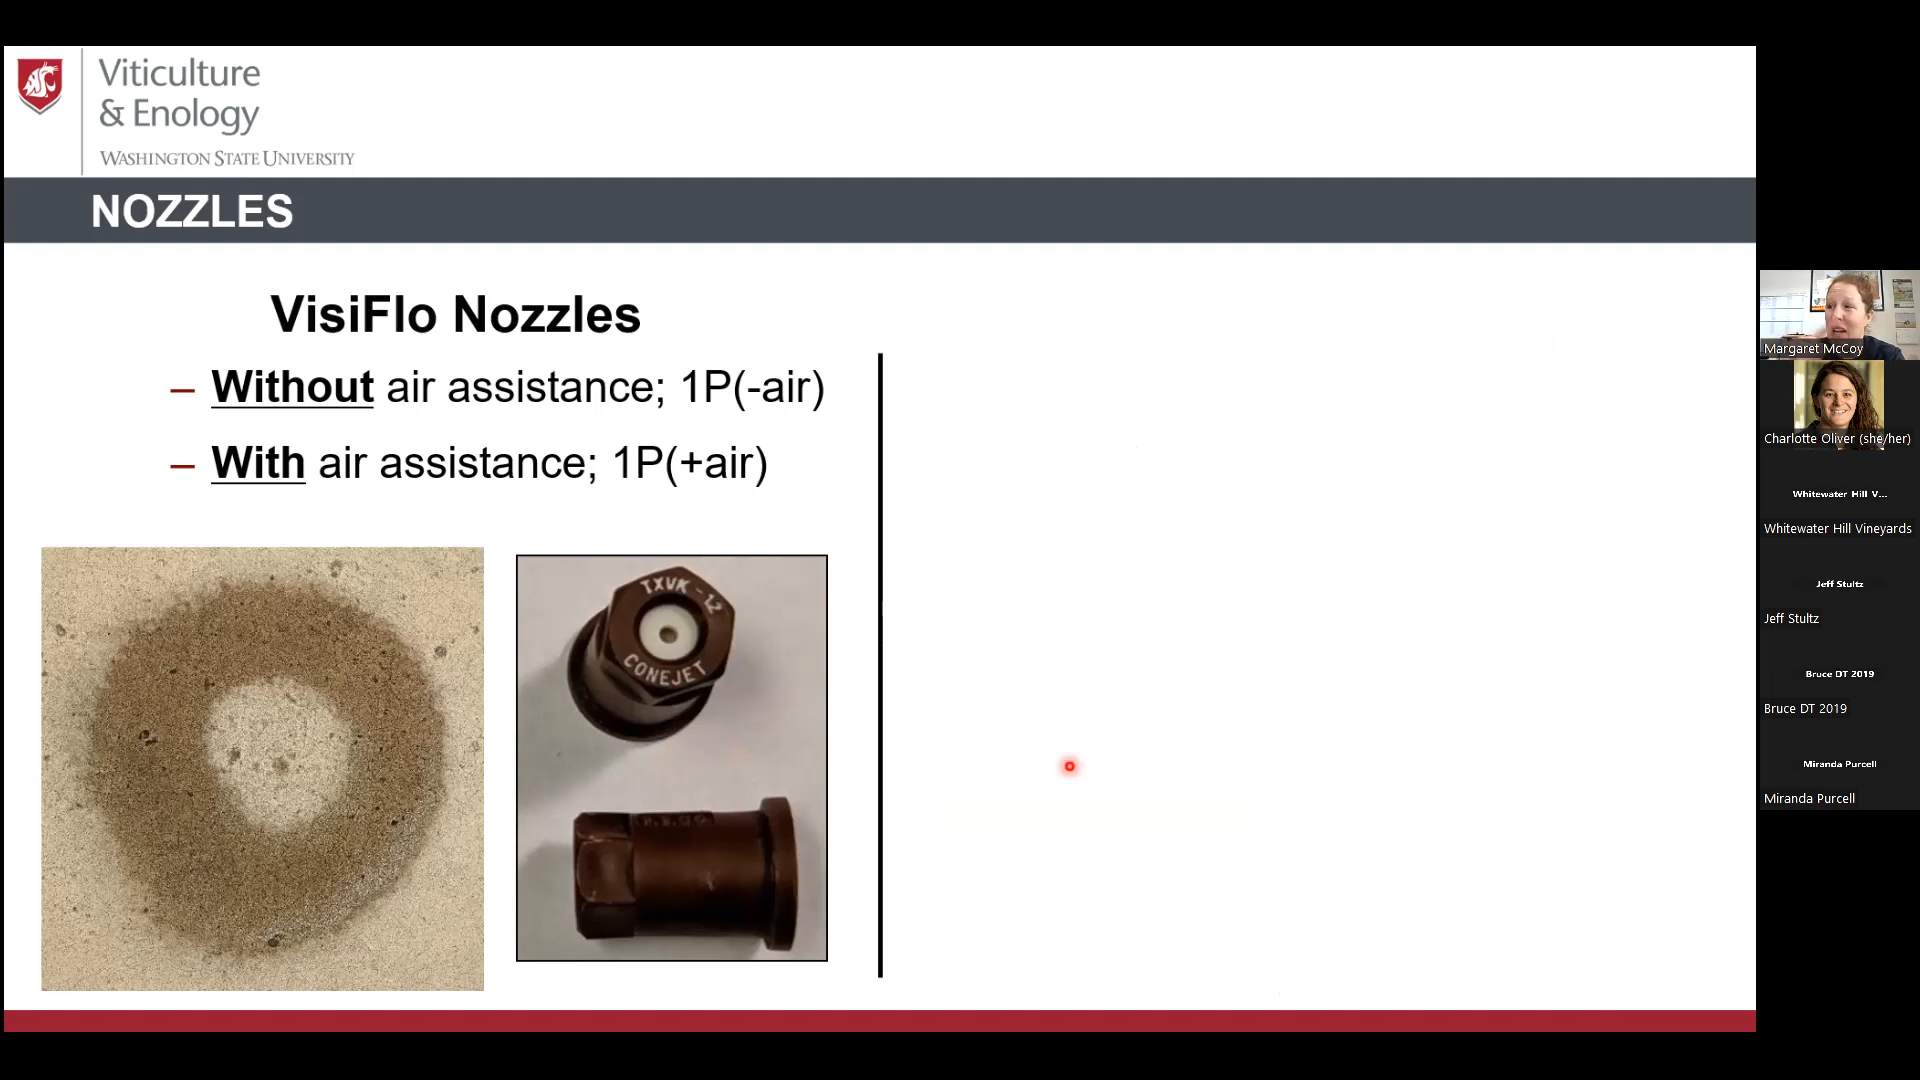 Viticulture
& Enology
WASHINGTON STATE UNIVERSITY
NOZZLES
VisiFlo Nozzles
– Without air assistance; 1P(-air)
– With air assistance; 1P(+air)
TXVK-12
CONEJET
Margaret McCoy
Charlotte Oliver (she/her)
Whitewater Hill V...
Whitewater Hill Vineyards
Jeff Stultz
Jeff Stultz
Bruce DT 2019
Bruce DT 2019
Miranda Purcell
Miranda Purcell